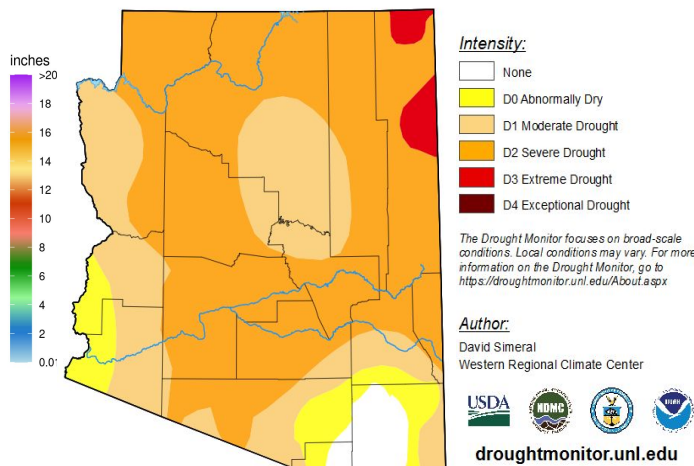 inches
>20
18
16
14
12
10
8
6
4
2
0.01
Intensity:
None
D0 Abnormally Dry
D1 Moderate Drought
D2 Severe Drought
D3 Extreme Drought
D4 Exceptional Drought
The Drought Monitor focuses on broad-scale
conditions. Local conditions may vary. For more
information on the Drought Monitor, go to
https://droughtmonitor.unl.edu/About.aspx
Author:
David Simeral
Western Regional Climate Center
USDA
NDMC
NOAA
droughtmonitor.unl.edu